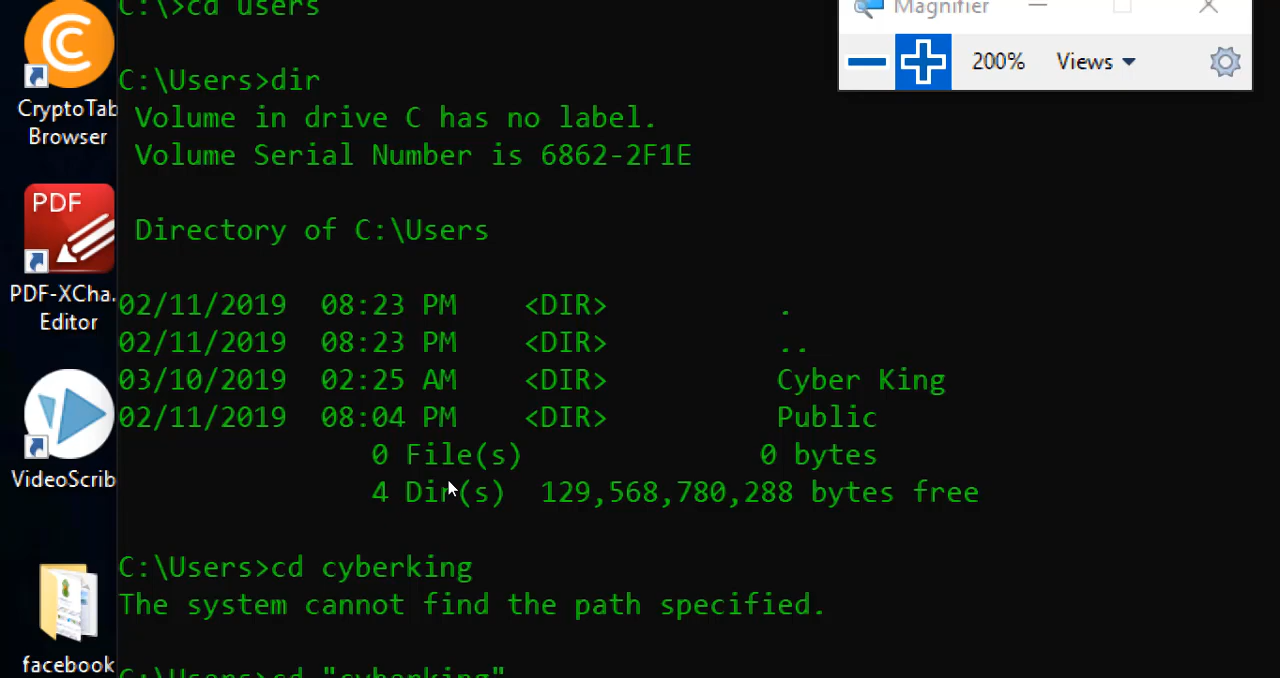 C:\>cd users
C:\Users>dir
Volume in drive C has no label.
Volume Serial Number is 6862-2F1E
Directory of C:\Users
02/11/2019 08:23 PM <DIR> .
02/11/2019 08:23 PM <DIR> ..
03/10/2019 02:25 AM <DIR> Cyber King
02/11/2019 08:04 PM <DIR> Public
0 File(s) 0 bytes
4 Dir(s) 129,568,780,288 bytes free
C:\Users>cd cyberking
The system cannot find the path specified.
C:\Users>cd "cyberking"
Magnifier
200% Views
CryptoTab
Browser
PDF
PDF-XCha...
Editor
VideoScrib
facebook